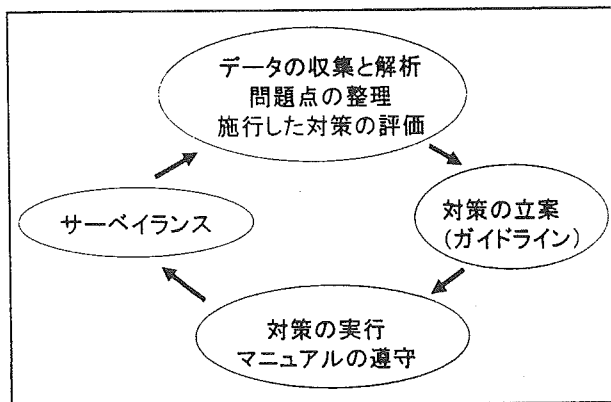 データの収集と解析
問題点の整理
施行した対策の評価
サーベイランス
対策の立案
(ガイドライン)
対策の実行
マニュアルの遵守